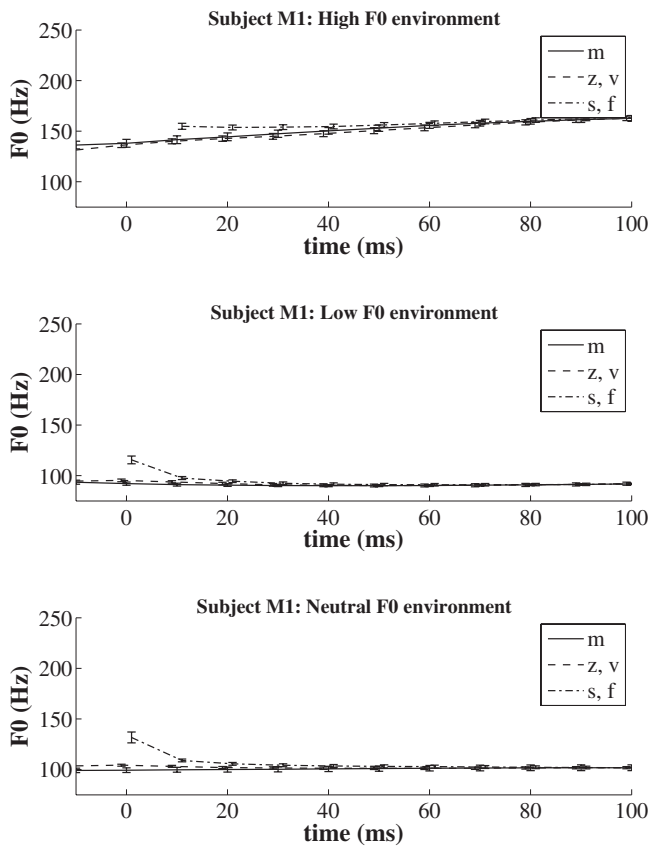 Subject M1: High F0 environment
250
200
150
100
F0 (Hz)
m
z, v
s, f
0 20 40 60 80 100
time (ms)
Subject M1: Low F0 environment
250
200
150
100
F0 (Hz)
m
z, v
s, f
0 20 40 60 80 100
time (ms)
Subject M1: Neutral F0 environment
250
200
150
100
F0 (Hz)
m
z, v
s, f
0 20 40 60 80 100
time (ms)